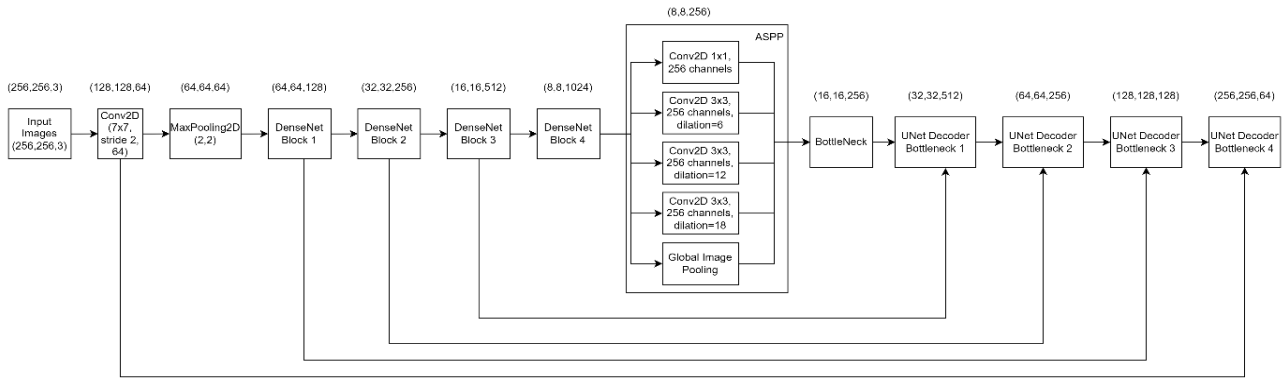 (8,8,256)
ASPP
(256,256,3)
(128,128,64)
(64,64,64)
(64,64,128)
(32,32,256)
(16,16,512)
(8.8,1024)
(16,16,256)
(32,32,512)
(64,64,256)
(128,128,128)
(256,256,64)
Input
Images
(256,256,3)
Conv2D
(7x7,
stride 2,
64)
MaxPooling2D
(2,2)
DenseNet
Block 1
DenseNet
Block 2
DenseNet
Block 3
DenseNet
Block 4
Conv2D 1x1,
256 channels
Conv2D 3x3,
256 channels,
dilation=6
Conv2D 3x3,
256 channels,
dilation=12
Conv2D 3x3,
256 channels,
dilation=18
Global Image
Pooling
BottleNeck
UNet Decoder
Bottleneck 1
UNet Decoder
Bottleneck 2
UNet Decoder
Bottleneck 3
UNet Decoder
Bottleneck 4